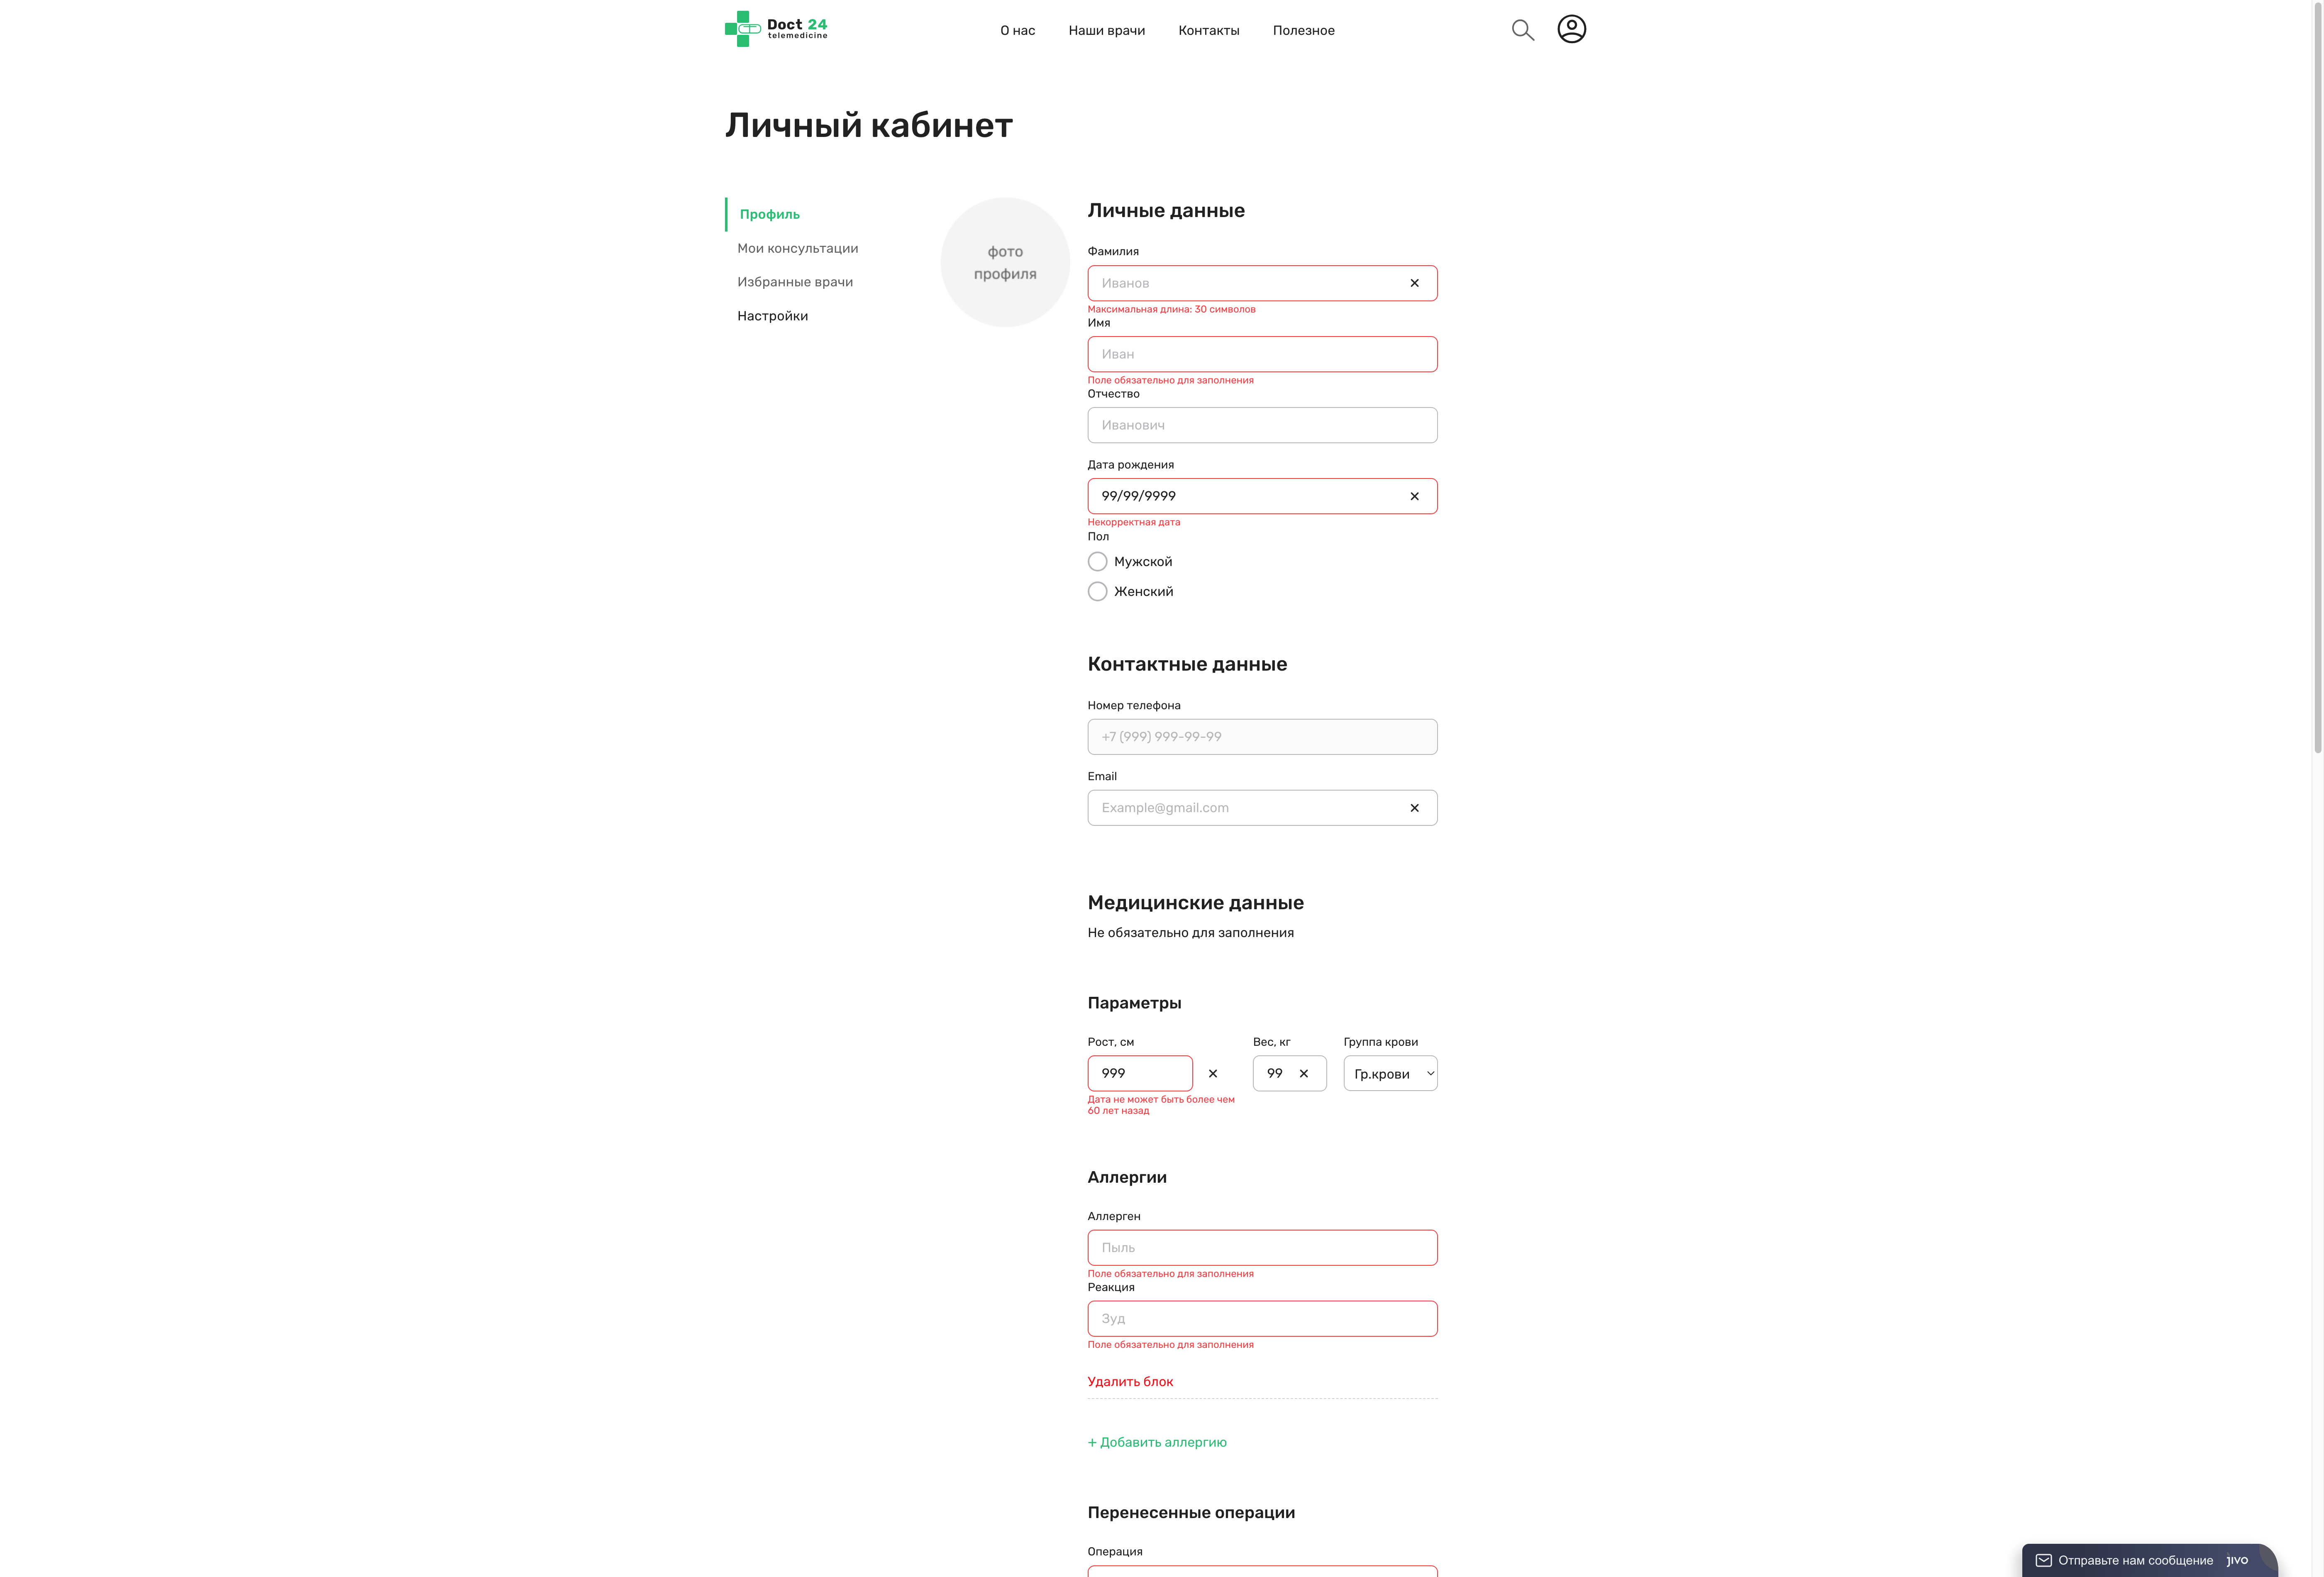 Doct 24
telemedicine
О нас
Наши врачи
Контакты
Полезное
Личный кабинет
Профиль
Мои консультации
Избранные врачи
Настройки
фото
профиля
Личные данные
Фамилия
Иванов
Максимальная длина: 30 символов
Имя
Иван
Поле обязательно для заполнения
Отчество
Иванович
Дата рождения
99/99/9999
Некорректная дата
Пол
Мужской
Женский
Контактные данные
Номер телефона
+7 (999) 999-99-99
Email
Example@gmail.com
Медицинские данные
Не обязательно для заполнения
Параметры
Рост, см
Вес, кг
Группа крови
999
99
Гр.крови
Дата не может быть более чем
60 лет назад
Аллергии
Аллерген
Пыль
Поле обязательно для заполнения
Реакция
Зуд
Поле обязательно для заполнения
Удалить блок
+ Добавить аллергию
Перенесенные операции
Операция
Отправьте нам сообщение jivo